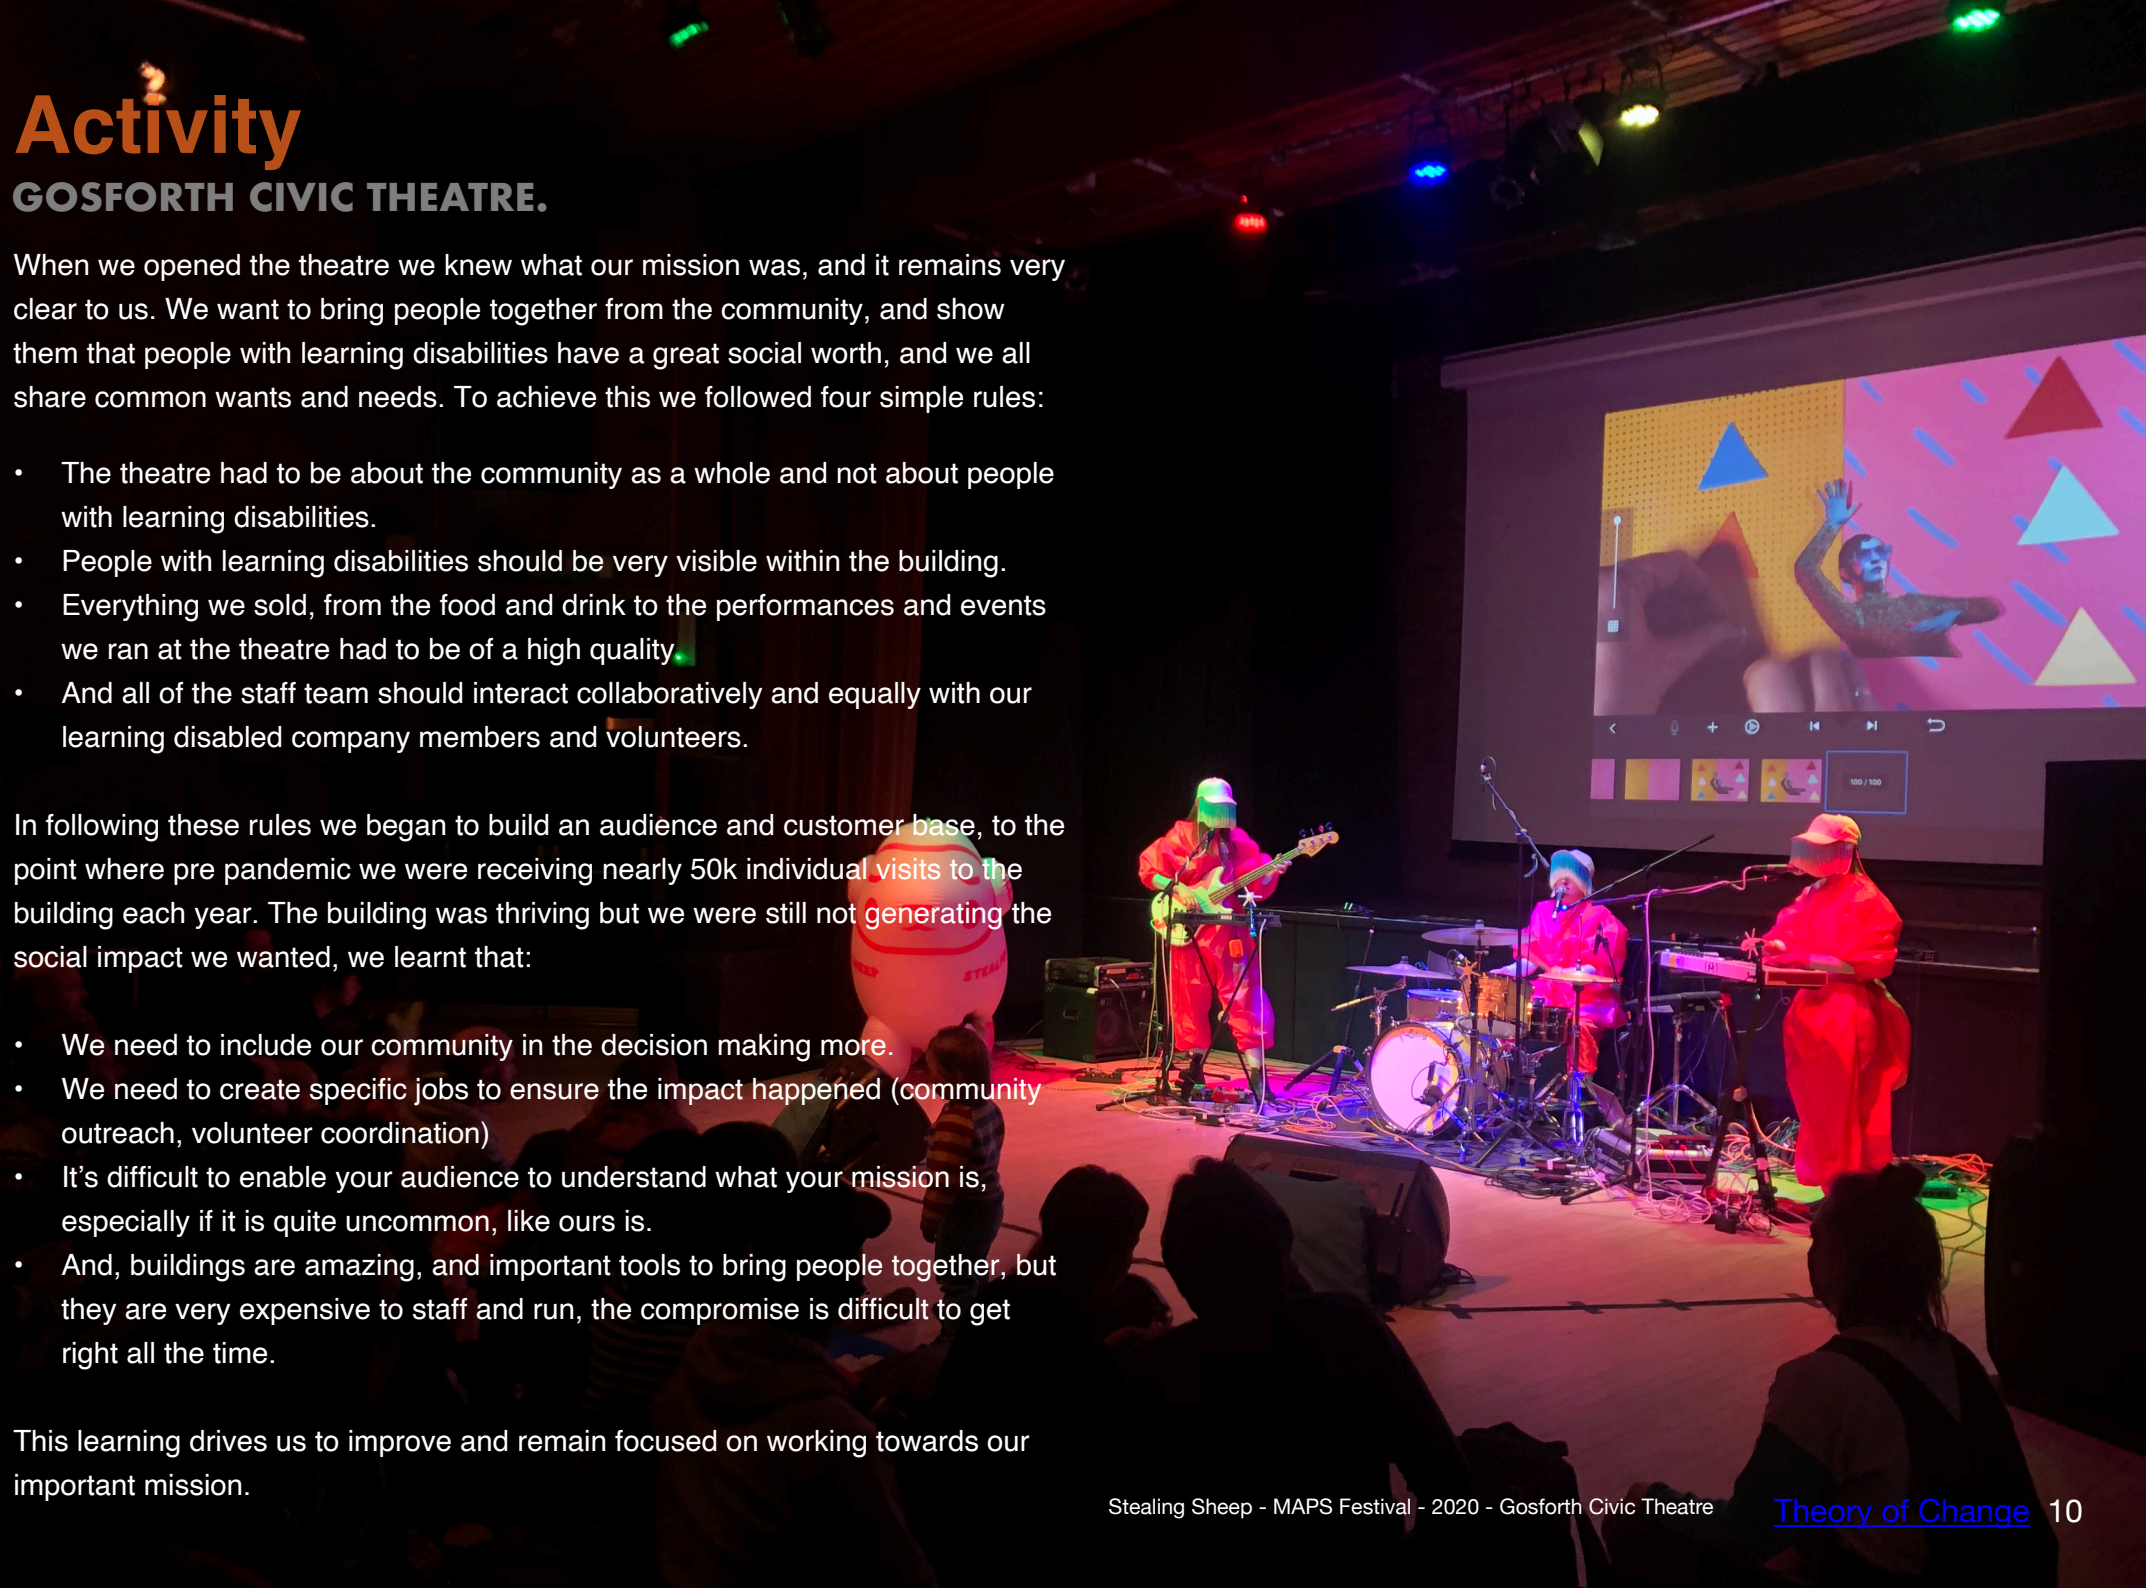 Activity
GOSFORTH CIVIC THEATRE.
When we opened the theatre we knew what our mission was, and it remains very
clear to us. We want to bring people together from the community, and show
them that people with learning disabilities have a great social worth, and we all
share common wants and needs. To achieve this we followed four simple rules:
• The theatre had to be about the community as a whole and not about people
with learning disabilities.
• People with learning disabilities should be very visible within the building.
• Everything we sold, from the food and drink to the performances and events
we ran at the theatre had to be of a high quality.
• And all of the staff team should interact collaboratively and equally with our
learning disabled company members and volunteers.
In following these rules we began to build an audience and customer base, to the
point where pre pandemic we were receiving nearly 50k individual visits to the
building each year. The building was thriving but we were still not generating the
social impact we wanted, we learnt that:
• We need to include our community in the decision making more.
• We need to create specific jobs to ensure the impact happened (community
outreach, volunteer coordination)
• It’s difficult to enable your audience to understand what your mission is,
especially if it is quite uncommon, like ours is.
• And, buildings are amazing, and important tools to bring people together, but
they are very expensive to staff and run, the compromise is difficult to get
right all the time.
This learning drives us to improve and remain focused on working towards our
important mission.
100 / 100
Stealing Sheep - MAPS Festival - 2020 - Gosforth Civic Theatre
Theory of Change 10